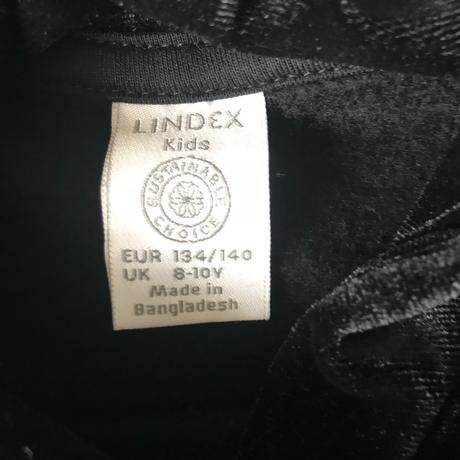 LINDEX
Kids
SUSTAINABLE
CHOICE
EUR 134/140
UK 8-10Y
Made in
Bangladesh